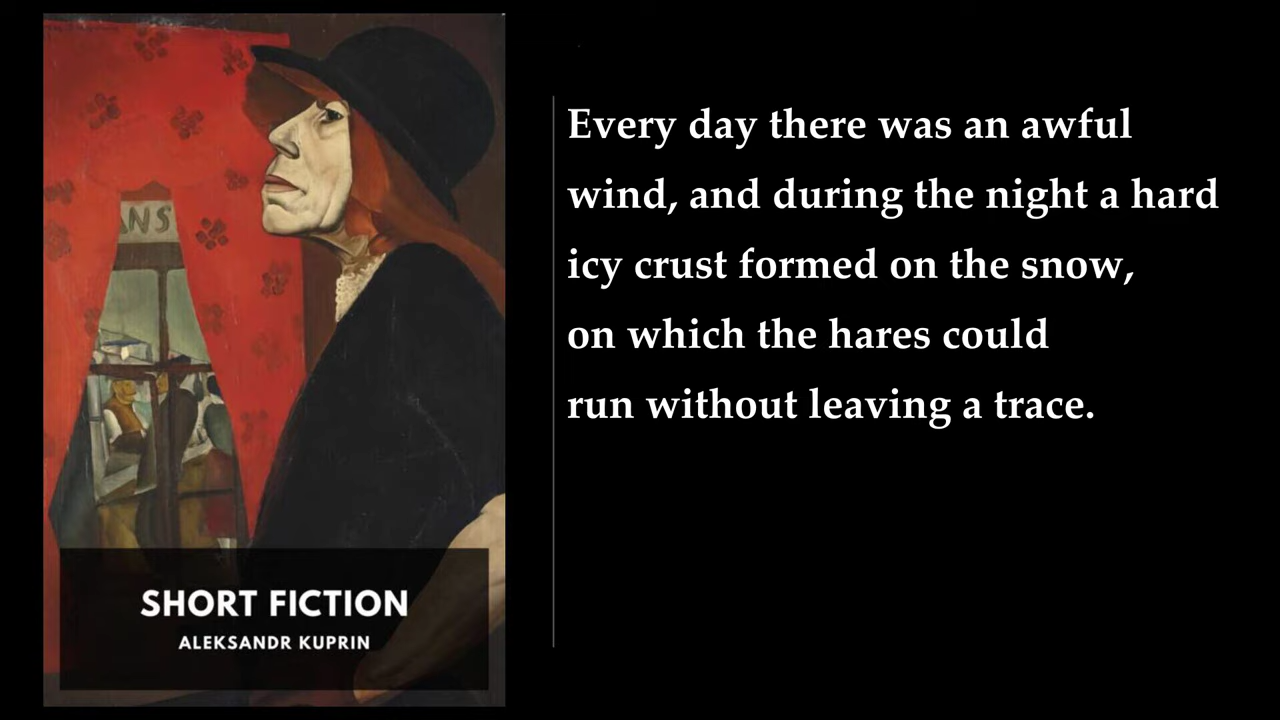 ANS
SHORT FICTION
ALEKSANDR KUPRIN
Every day there was an awful
wind, and during the night a hard
icy crust formed on the snow,
on which the hares could
run without leaving a trace.